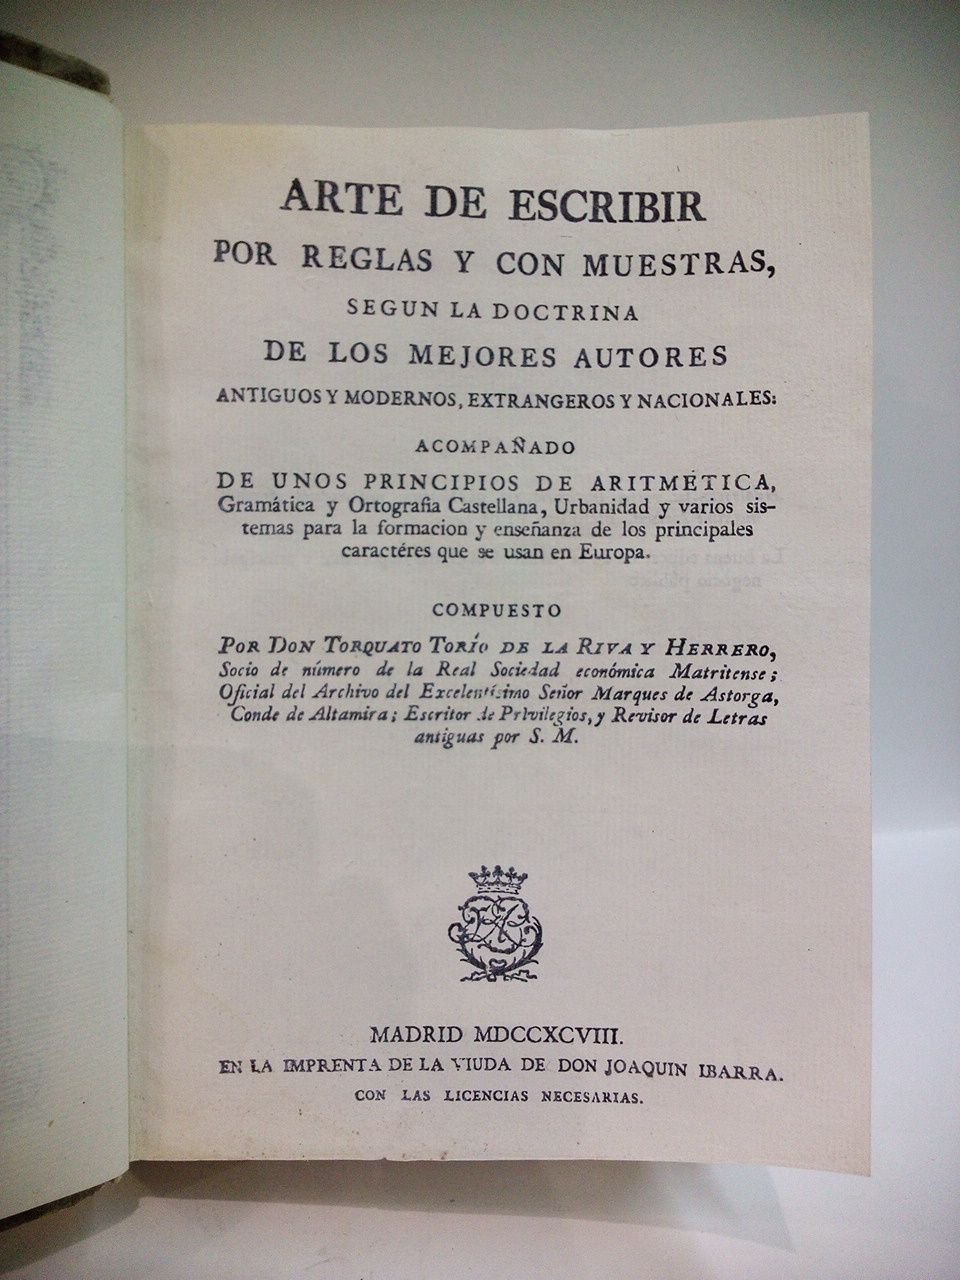 ARTE DE ESCRIBIR
POR REGLAS Y CON MUESTRAS,
SEGUN LA DOCTRINA
DE LOS MEJORES AUTORES
ANTIGUOS Y MODERNOS, EXTRANGEROS Y NACIONALES:
ACOMPAÑADO
DE UNOS PRINCIPIOS DE ARITMÉTICA,
Gramática y Ortografia Castellana, Urbanidad y varios sis-
temas para la formacion y enseñanza de los principales
caractéres que se usan en Europa.
COMPUESTO
POR DON TORQUATO TORÍO DE LA RIVA Y HERRERO,
Socio de número de la Real Sociedad económica Matritense;
Oficial del Archivo del Excelentísimo Señor Marques de Astorga,
Conde de Altamira; Escritor de Privilegios, y Revisor de Letras
antiguas por S. M.
MADRID MDCCXCVIII.
EN LA IMPRENTA DE LA VIUDA DE DON JOAQUIN IBARRA.
CON LAS LICENCIAS NECESARIAS.